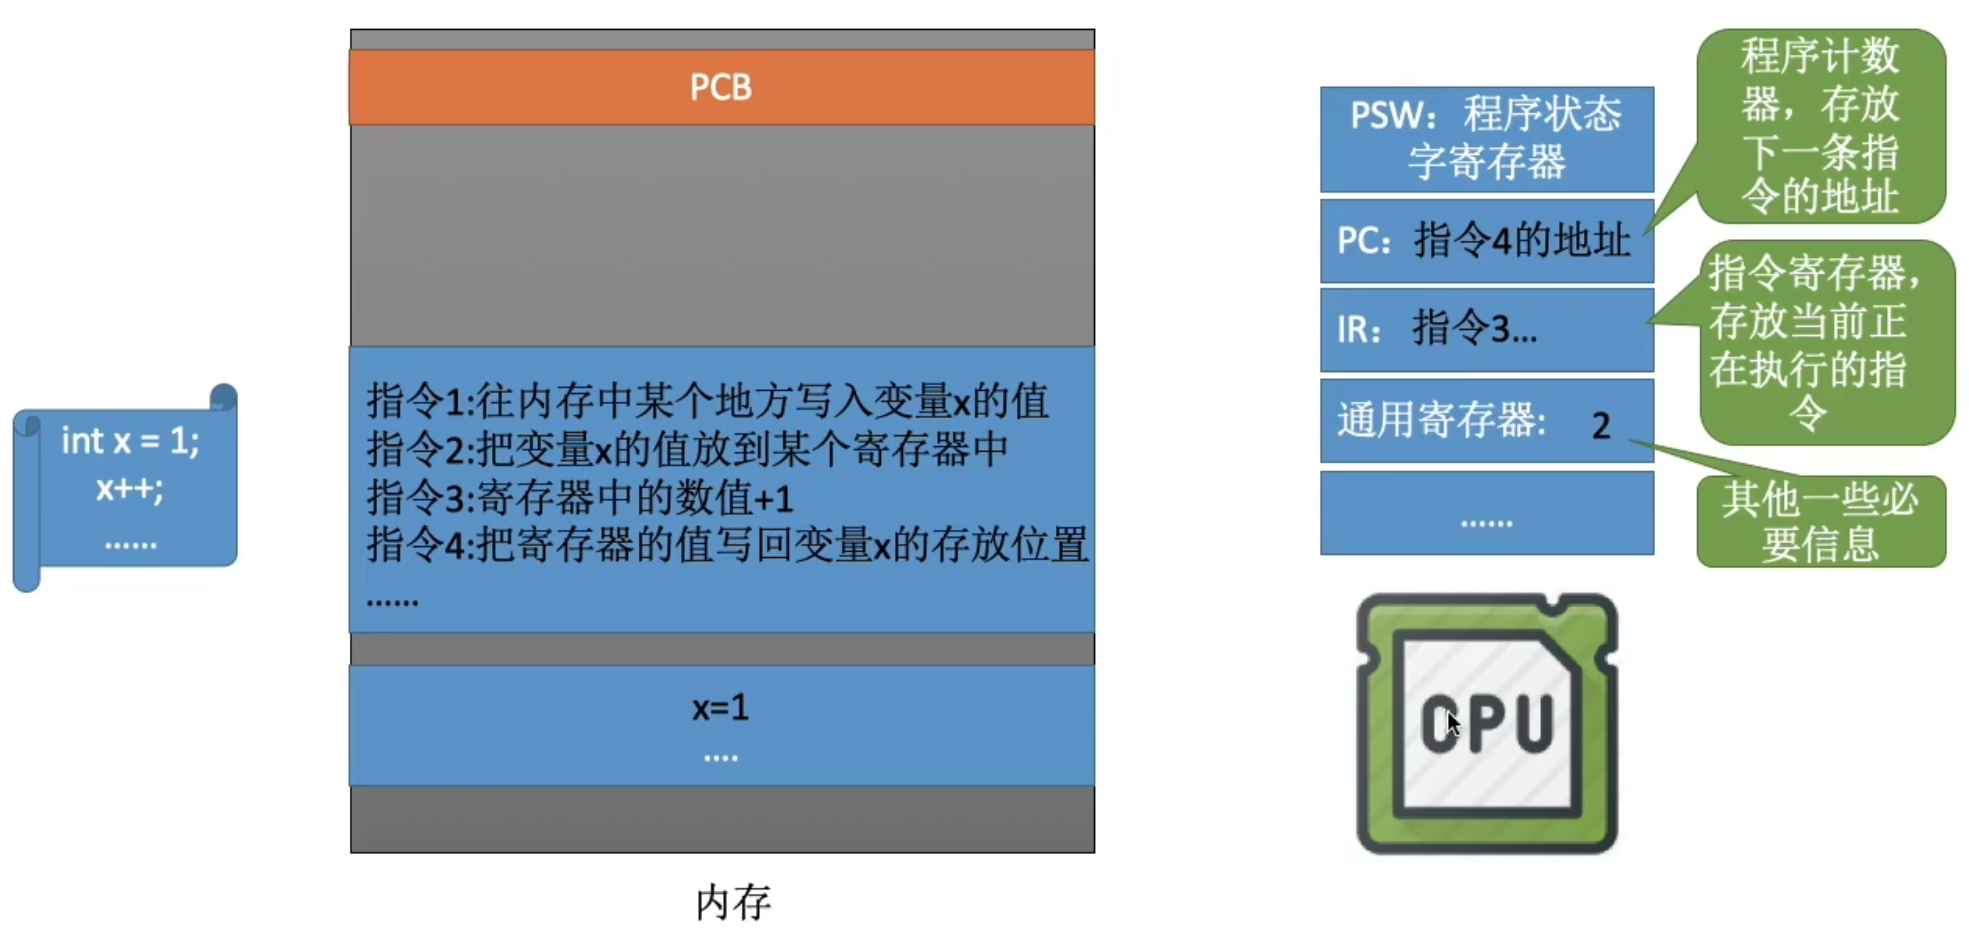 int x = 1;
x++;
......
PCB
指令1:往内存中某个地方写入变量x的值
指令2:把变量x的值放到某个寄存器中
指令3:寄存器中的数值+1
指令4:把寄存器的值写回变量x的存放位置
......
x=1
....
内存
PSW：程序状态
字寄存器
PC：指令4的地址
IR： 指令3...
通用寄存器: 2
......
程序计数
器，存放
下一条指
令的地址
指令寄存器，
存放当前正
在执行的指
令
其他一些必
要信息
CPU